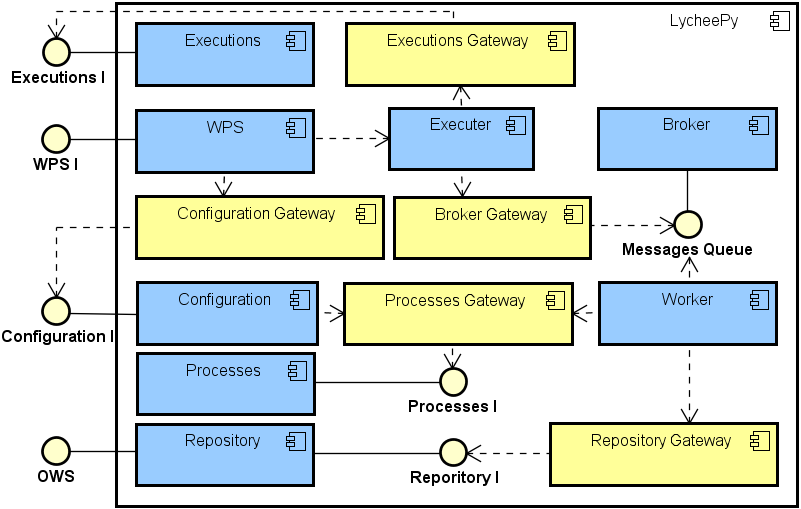 LycheePy
Executions
Executions Gateway
Executions I
WPS
Executer
Broker
WPS I
Configuration Gateway
Broker Gateway
Messages Queue
Configuration
Processes Gateway
Worker
Configuration I
Processes
Processes I
Repository
Repository Gateway
OWS
Reporitory I